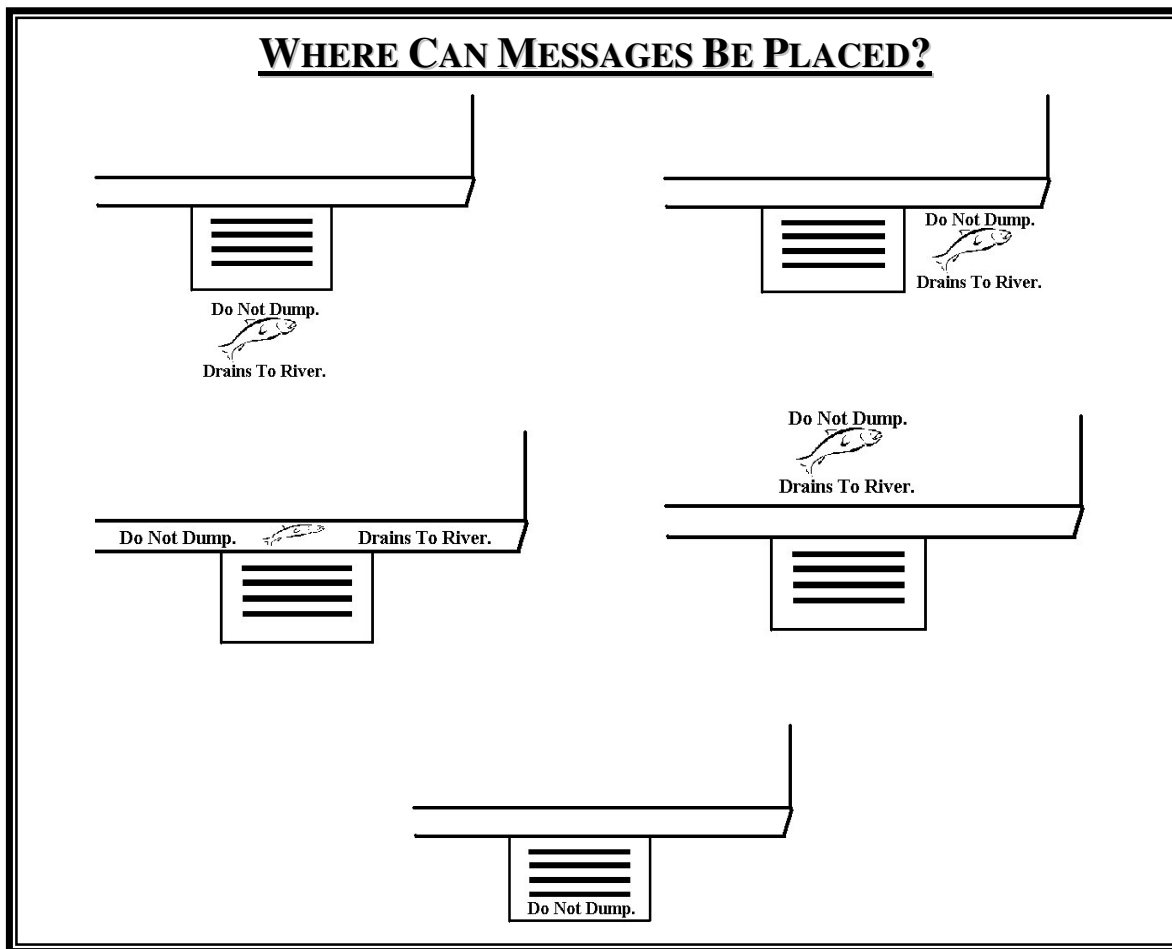 WHERE CAN MESSAGES BE PLACED?
Do Not Dump.
Drains To River.
Do Not Dump.
Drains To River.
Do Not Dump. Drains To River.
Do Not Dump.
Drains To River.
Do Not Dump.